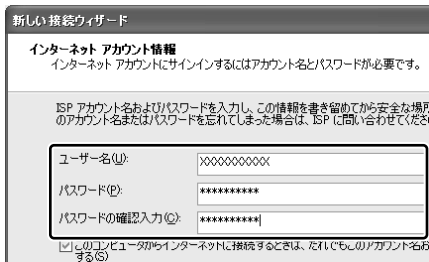 新しい接続ウィザード
インターネット アカウント情報
インターネット アカウントにサインインするにはアカウント名とパスワードが必要です。
ISP アカウント名およびパスワードを入力し、この情報を書き留めてから安全な場所
のアカウント名またはパスワードを忘れてしまった場合は、ISP に問い合わせてくださ
ユーザー名(U):
XXXXXXXXXXX
パスワード(P):
**********
パスワードの確認入力(C):
**********
このコンピュータからインターネットに接続するときは、だれでもこのアカウント名お
する(S)